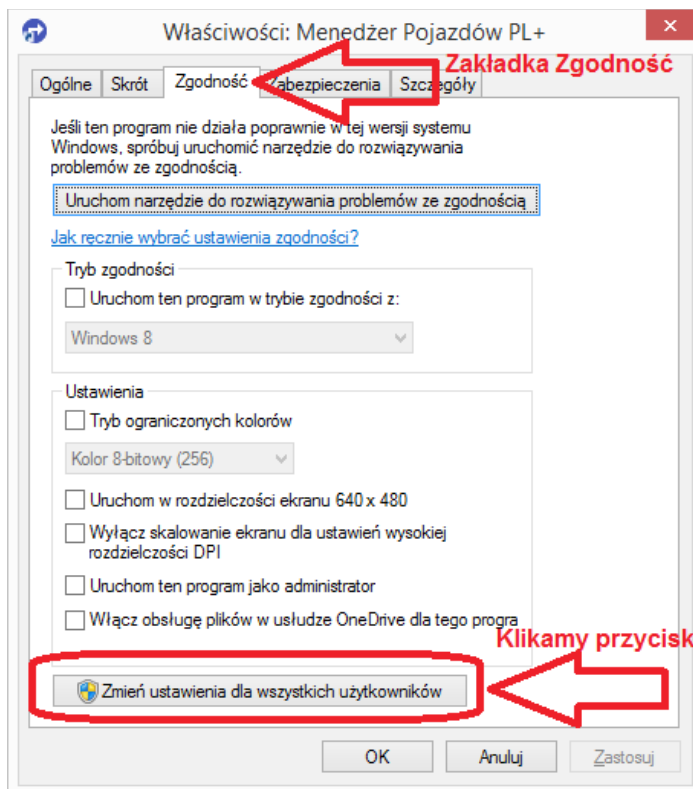 Właściwości: Menedżer Pojazdów PL+
Zakładka Zgodność
Ogólne Skrót Zgodność Zabezpieczenia Szczegóły
Jeśli ten program nie działa poprawnie w tej wersji systemu
Windows, spróbuj uruchomić narzędzie do rozwiązywania
problemów ze zgodnością.
Uruchom narzędzie do rozwiązywania problemów ze zgodnością
Jak ręcznie wybrać ustawienia zgodności?
Tryb zgodności
Uruchom ten program w trybie zgodności z:
Windows 8
Ustawienia
Tryb ograniczonych kolorów
Kolor 8-bitowy (256)
Uruchom w rozdzielczości ekranu 640 x 480
Wyłącz skalowanie ekranu dla ustawień wysokiej
rozdzielczości DPI
Uruchom ten program jako administrator
Włącz obsługę plików w usłudze OneDrive dla tego progra
Klikamy przycisk
Zmień ustawienia dla wszystkich użytkowników
OK Anuluj Zastosuj